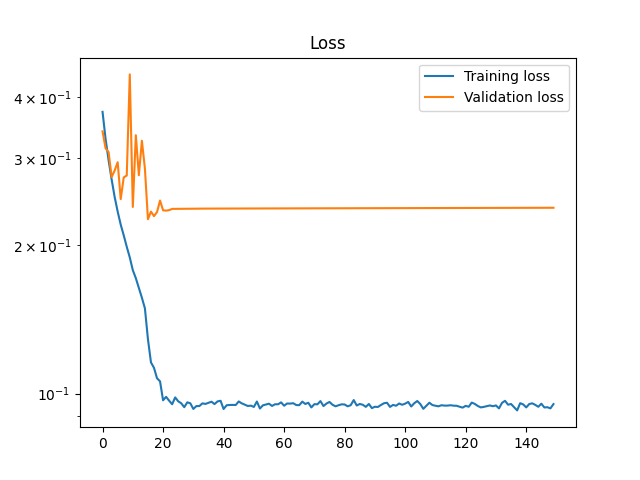 Loss
Training loss
Validation loss
4 × 10⁻¹
3 × 10⁻¹
2 × 10⁻¹
10⁻¹
0 20 40 60 80 100 120 140